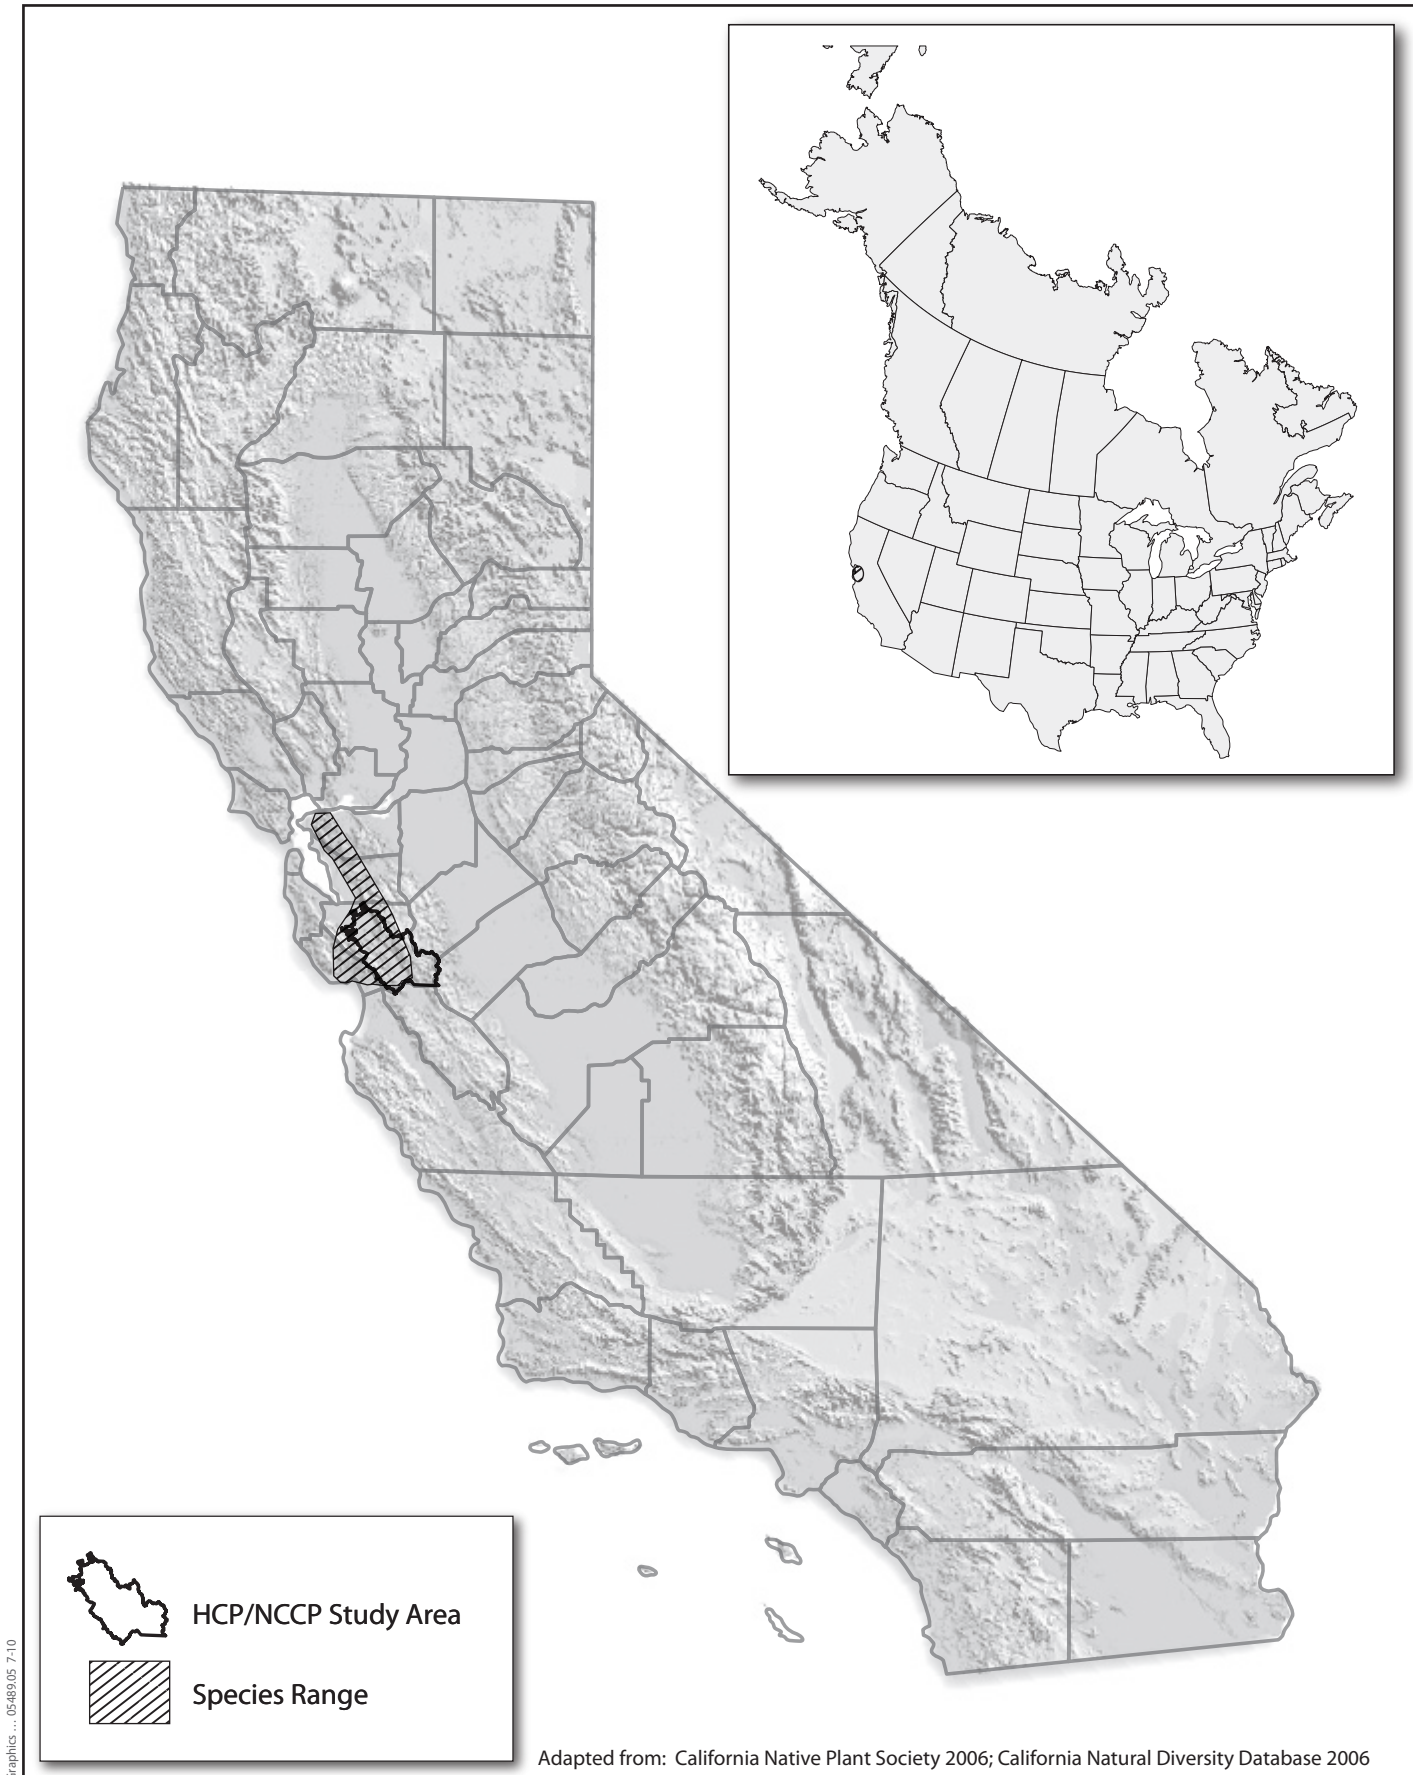 HCP/NCCP Study Area
Species Range
Adapted from: California Native Plant Society 2006; California Natural Diversity Database 2006
Graphics … 05489.05 7-10